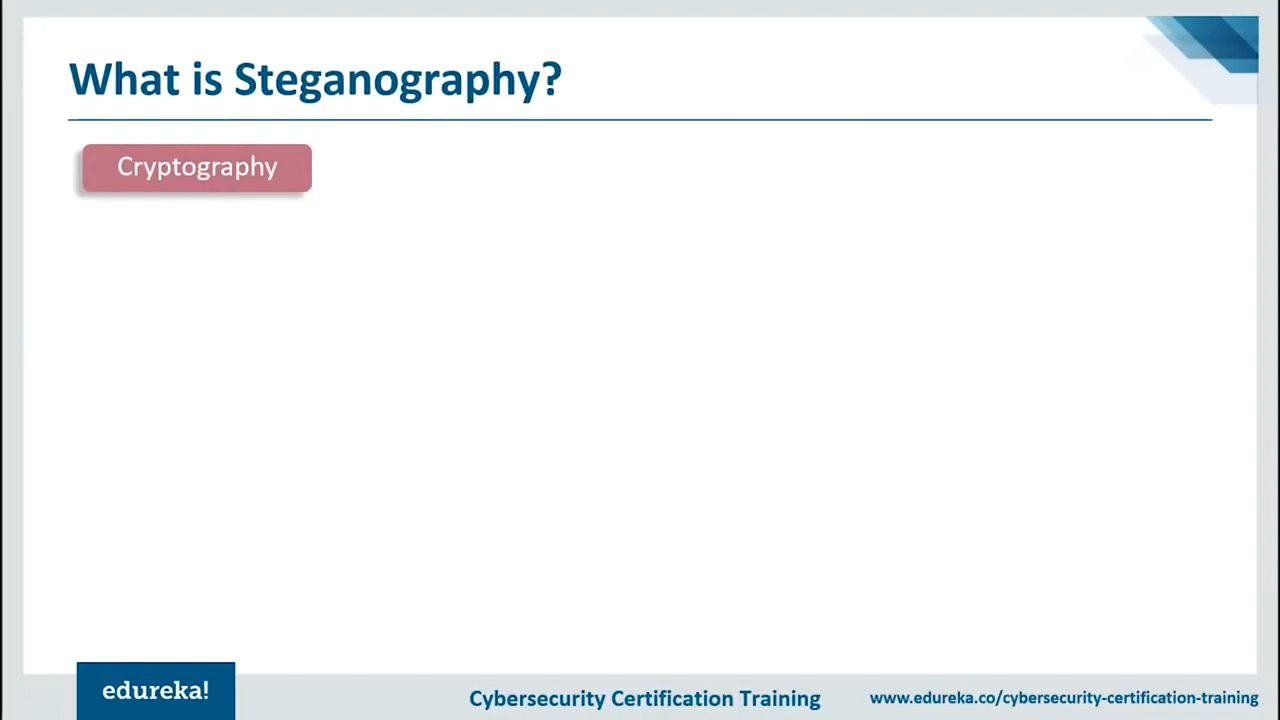 What is Steganography?
Cryptography
edureka!
Cybersecurity Certification Training
www.edureka.co/cybersecurity-certification-training